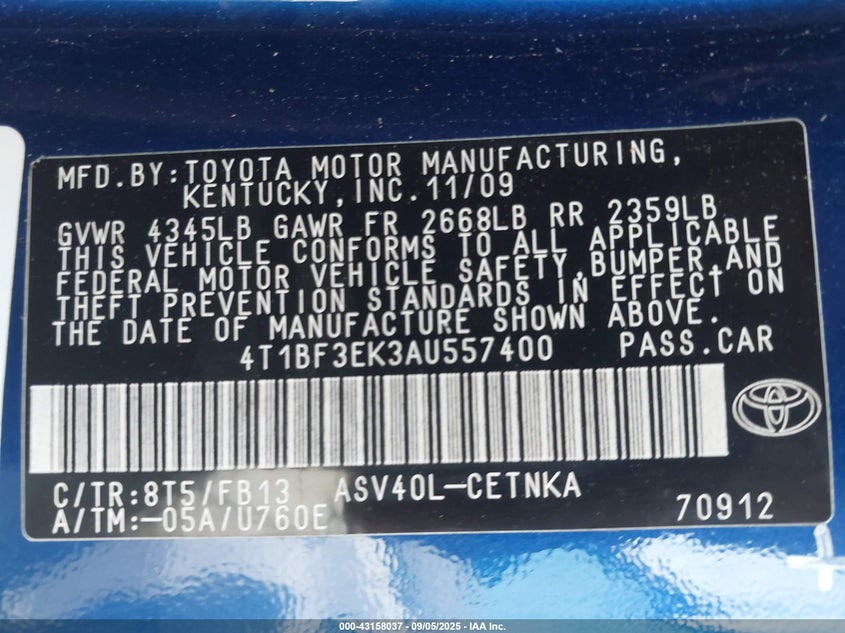 MFD.BY:TOYOTA MOTOR MANUFACTURING,
KENTUCKY,INC.11/09
GVWR 4345LB GAWR FR 2668LB RR 2359LB
THIS VEHICLE CONFORMS TO ALL APPLICABLE
FEDERAL MOTOR VEHICLE SAFETY,BUMPER,AND
THEFT PREVENTION STANDARDS IN EFFECT ON
THE DATE OF MANUFACTURE SHOWN ABOVE.
4T1BF3EK3AU557400 PASS.CAR
C/TR:8T5/FB13 ASV40L-CETNKA
A/TM:-05A/U760E 70912
000-43158037 - 09/05/2025 - IAA Inc.